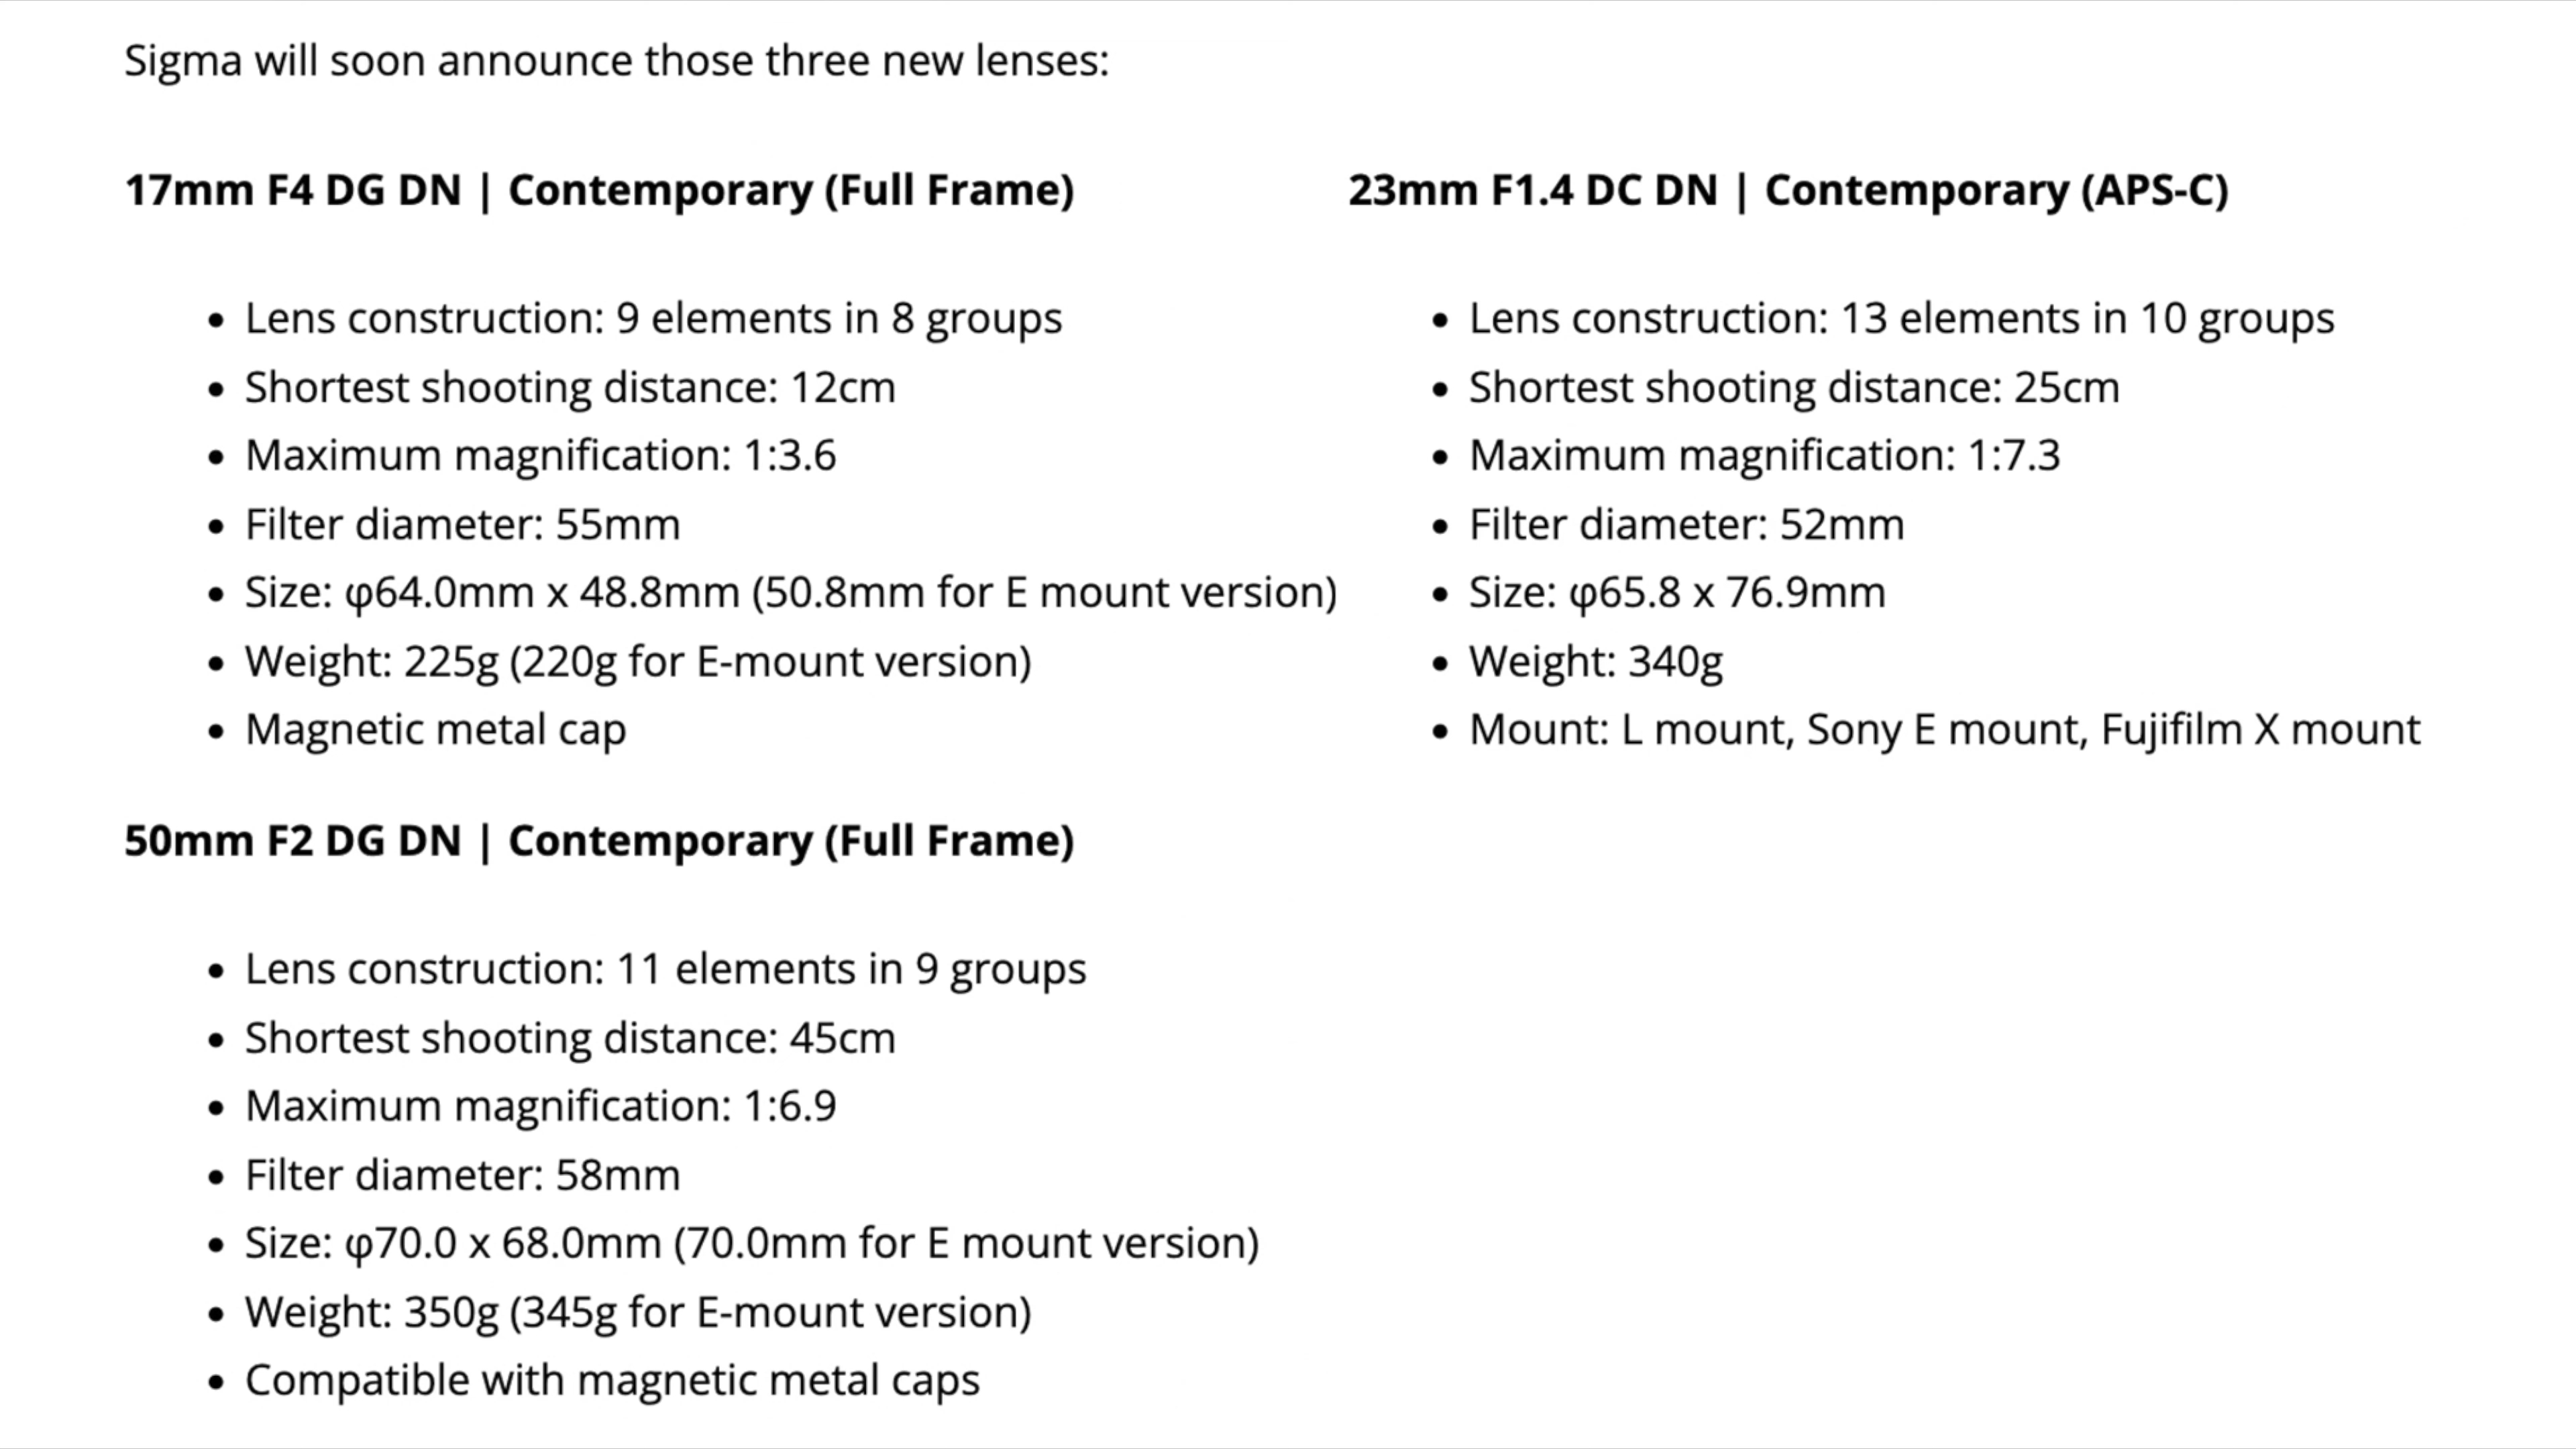 Sigma will soon announce those three new lenses:
17mm F4 DG DN | Contemporary (Full Frame)
• Lens construction: 9 elements in 8 groups
• Shortest shooting distance: 12cm
• Maximum magnification: 1:3.6
• Filter diameter: 55mm
• Size: φ64.0mm x 48.8mm (50.8mm for E mount version)
• Weight: 225g (220g for E-mount version)
• Magnetic metal cap
50mm F2 DG DN | Contemporary (Full Frame)
• Lens construction: 11 elements in 9 groups
• Shortest shooting distance: 45cm
• Maximum magnification: 1:6.9
• Filter diameter: 58mm
• Size: φ70.0 x 68.0mm (70.0mm for E mount version)
• Weight: 350g (345g for E-mount version)
• Compatible with magnetic metal caps
23mm F1.4 DC DN | Contemporary (APS-C)
• Lens construction: 13 elements in 10 groups
• Shortest shooting distance: 25cm
• Maximum magnification: 1:7.3
• Filter diameter: 52mm
• Size: φ65.8 x 76.9mm
• Weight: 340g
• Mount: L mount, Sony E mount, Fujifilm X mount